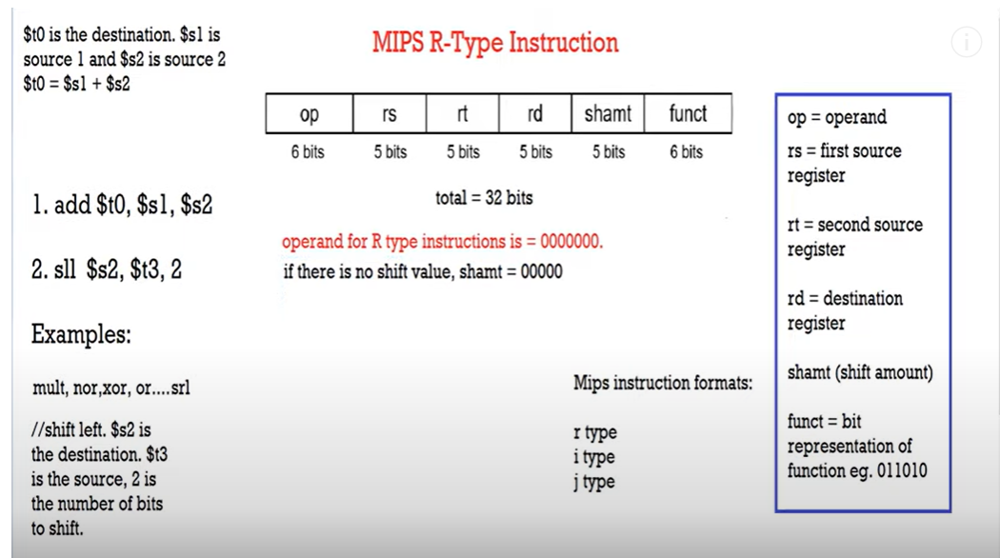 $t0 is the destination. $s1 is
source 1 and $s2 is source 2
$t0 = $s1 + $s2
MIPS R-Type Instruction
op rs rt rd shamt funct
6 bits 5 bits 5 bits 5 bits 5 bits 6 bits
total = 32 bits
operand for R type instructions is = 0000000.
if there is no shift value, shamt = 00000
1. add $t0, $s1, $s2
2. sll $s2, $t3, 2
Examples:
mult, nor,xor, or....srl
//shift left. $s2 is
the destination. $t3
is the source, 2 is
the number of bits
to shift.
Mips instruction formats:
r type
i type
j type
op = operand
rs = first source
register
rt = second source
register
rd = destination
register
shamt (shift amount)
funct = bit
representation of
function eg. 011010